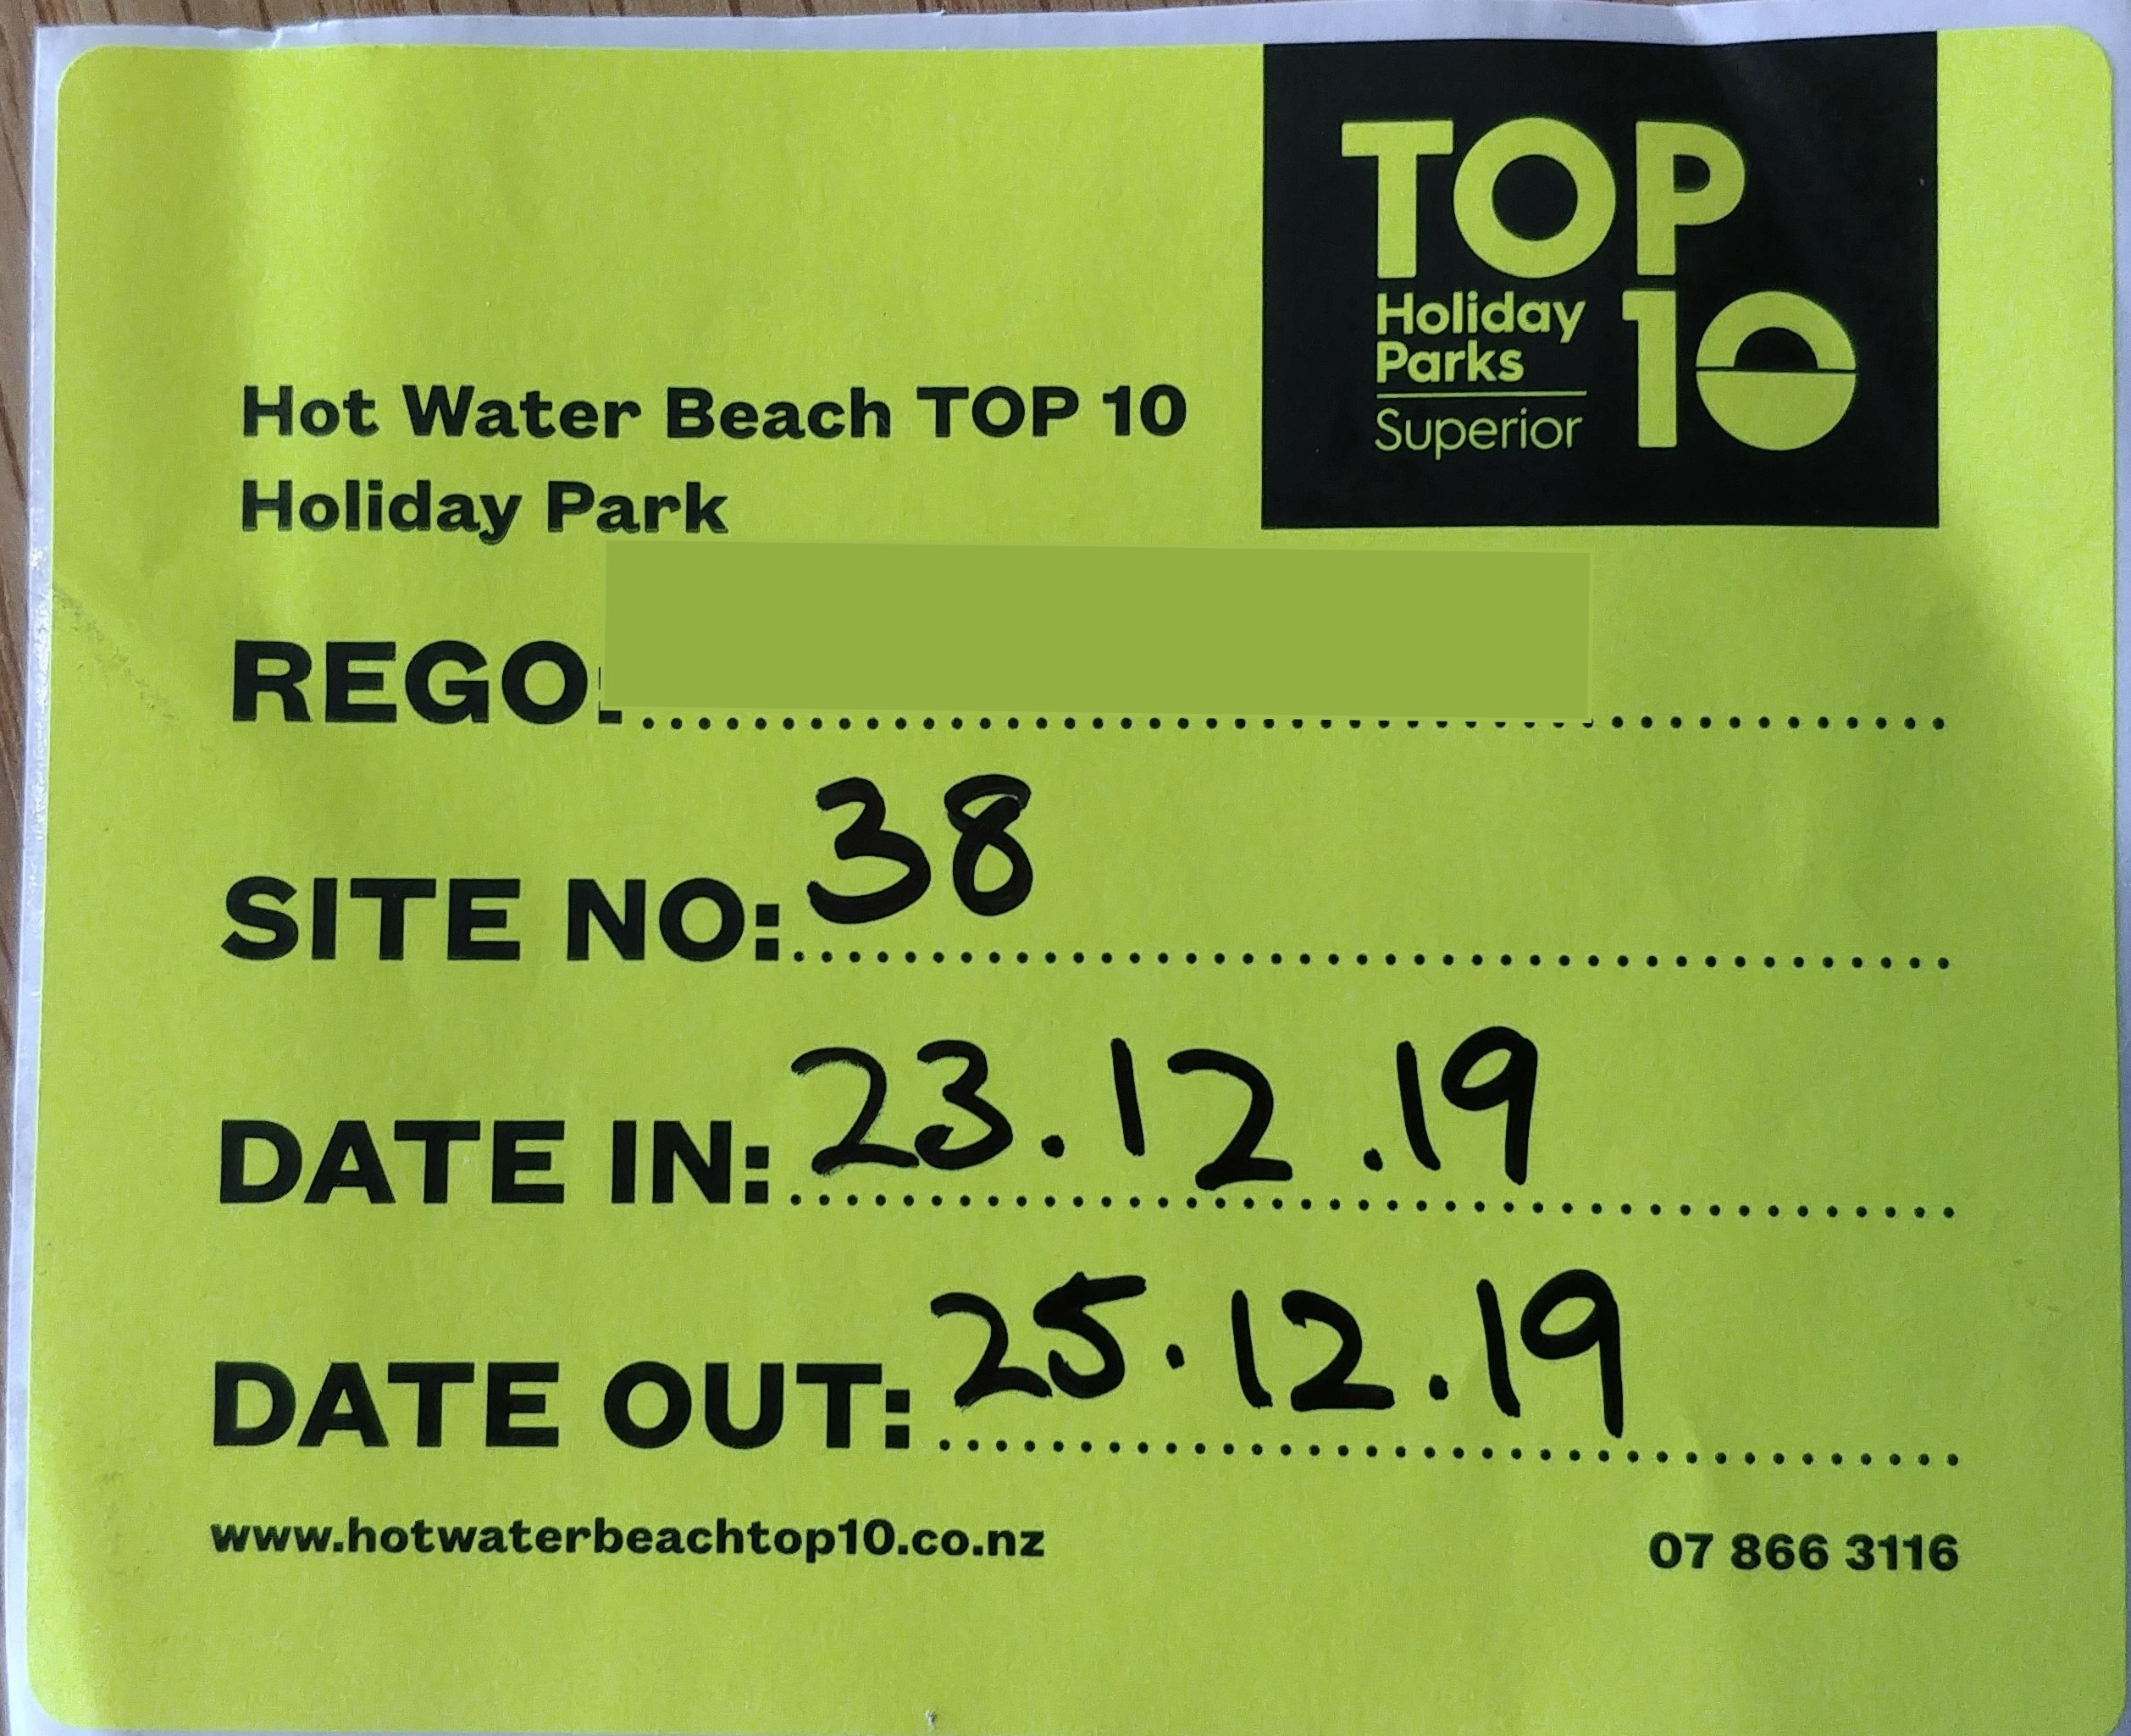 TOP
Holiday
Parks
10
Superior
Hot Water Beach TOP 10
Holiday Park
REGO:
SITE NO: 38
DATE IN: 23.12.19
DATE OUT: 25.12.19
www.hotwaterbeachtop10.co.nz 07 866 3116